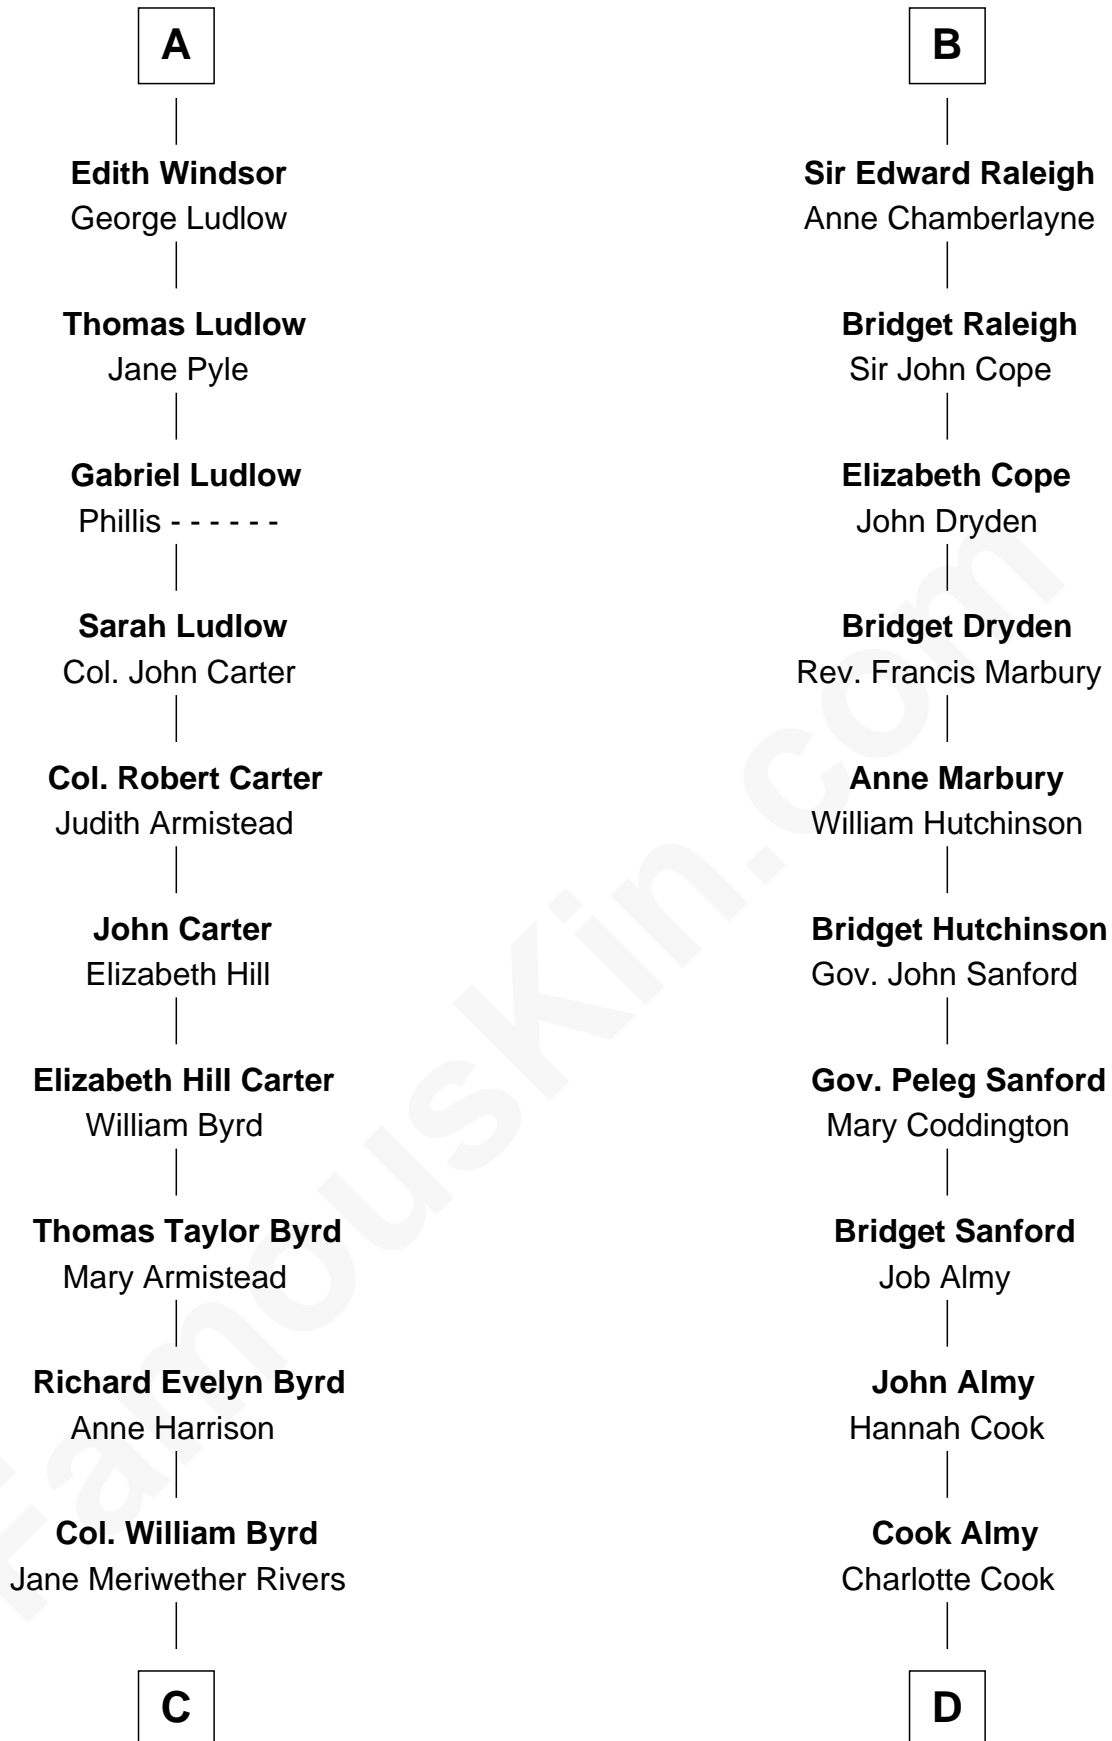 A
Edith Windsor
George Ludlow
Thomas Ludlow
Jane Pyle
Gabriel Ludlow
Phillis - - - - - -
Sarah Ludlow
Col. John Carter
Col. Robert Carter
Judith Armistead
John Carter
Elizabeth Hill
Elizabeth Hill Carter
William Byrd
Thomas Taylor Byrd
Mary Armistead
Richard Evelyn Byrd
Anne Harrison
Col. William Byrd
Jane Meriwether Rivers
C
B
Sir Edward Raleigh
Anne Chamberlayne
Bridget Raleigh
Sir John Cope
Elizabeth Cope
John Dryden
Bridget Dryden
Rev. Francis Marbury
Anne Marbury
William Hutchinson
Bridget Hutchinson
Gov. John Sanford
Gov. Peleg Sanford
Mary Coddington
Bridget Sanford
Job Almy
John Almy
Hannah Cook
Cook Almy
Charlotte Cook
D
FamousKin.com